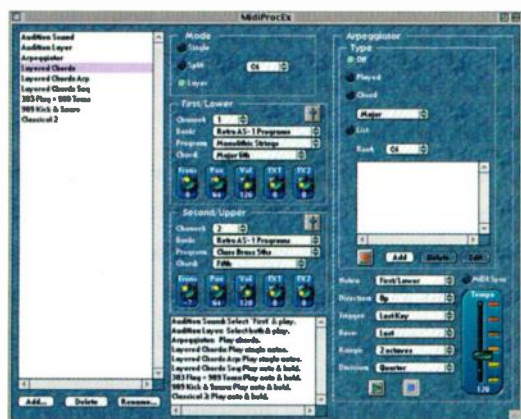 MidiProcEx
Audition Sound
Audition Layer
Arpeggiator
Layered Chords
Layered Chords Arp
Layered Chords Seq
303 Plug + 909 Toms
909 Kick & Snare
Classical 2
Add...
Delete
Rename...
Mode
Single
Split
C4
Layer
First/Lower
Channel: 1
Bank: Retro AS-1 Programs
Program: Monolithic Strings
Chord: Major 6th
Trans Pan Vol FX1 FX2
0 64 120 0 0
Second/Upper
Channel: 2
Bank: Retro AS-1 Programs
Program: Class Brass 5ths
Chord: Fifth
Trans Pan Vol FX1 FX2
-7 64 120 0 0
Audition Sound: Select 'First' & play.
Audition Layer: Select both & play.
Arpeggiator: Play chords.
Layered Chords: Play single notes.
Layered Chords Arp: Play single notes.
Layered Chords Seq: Play note & hold.
303 Plug + 909 Toms: Play note & hold.
909 Kick & Snare: Play note & hold.
Classical 2: Play note & hold.
Arpeggiator
Type
Off
Played
Chord
Major
List
Root: C4
Add
Delete
Edit
Notes: First/Lower
Direction: Up
Trigger: Last Key
Base: Last
Range: 2 octaves
Division: Quarter
MIDI Sync
Tempo
120